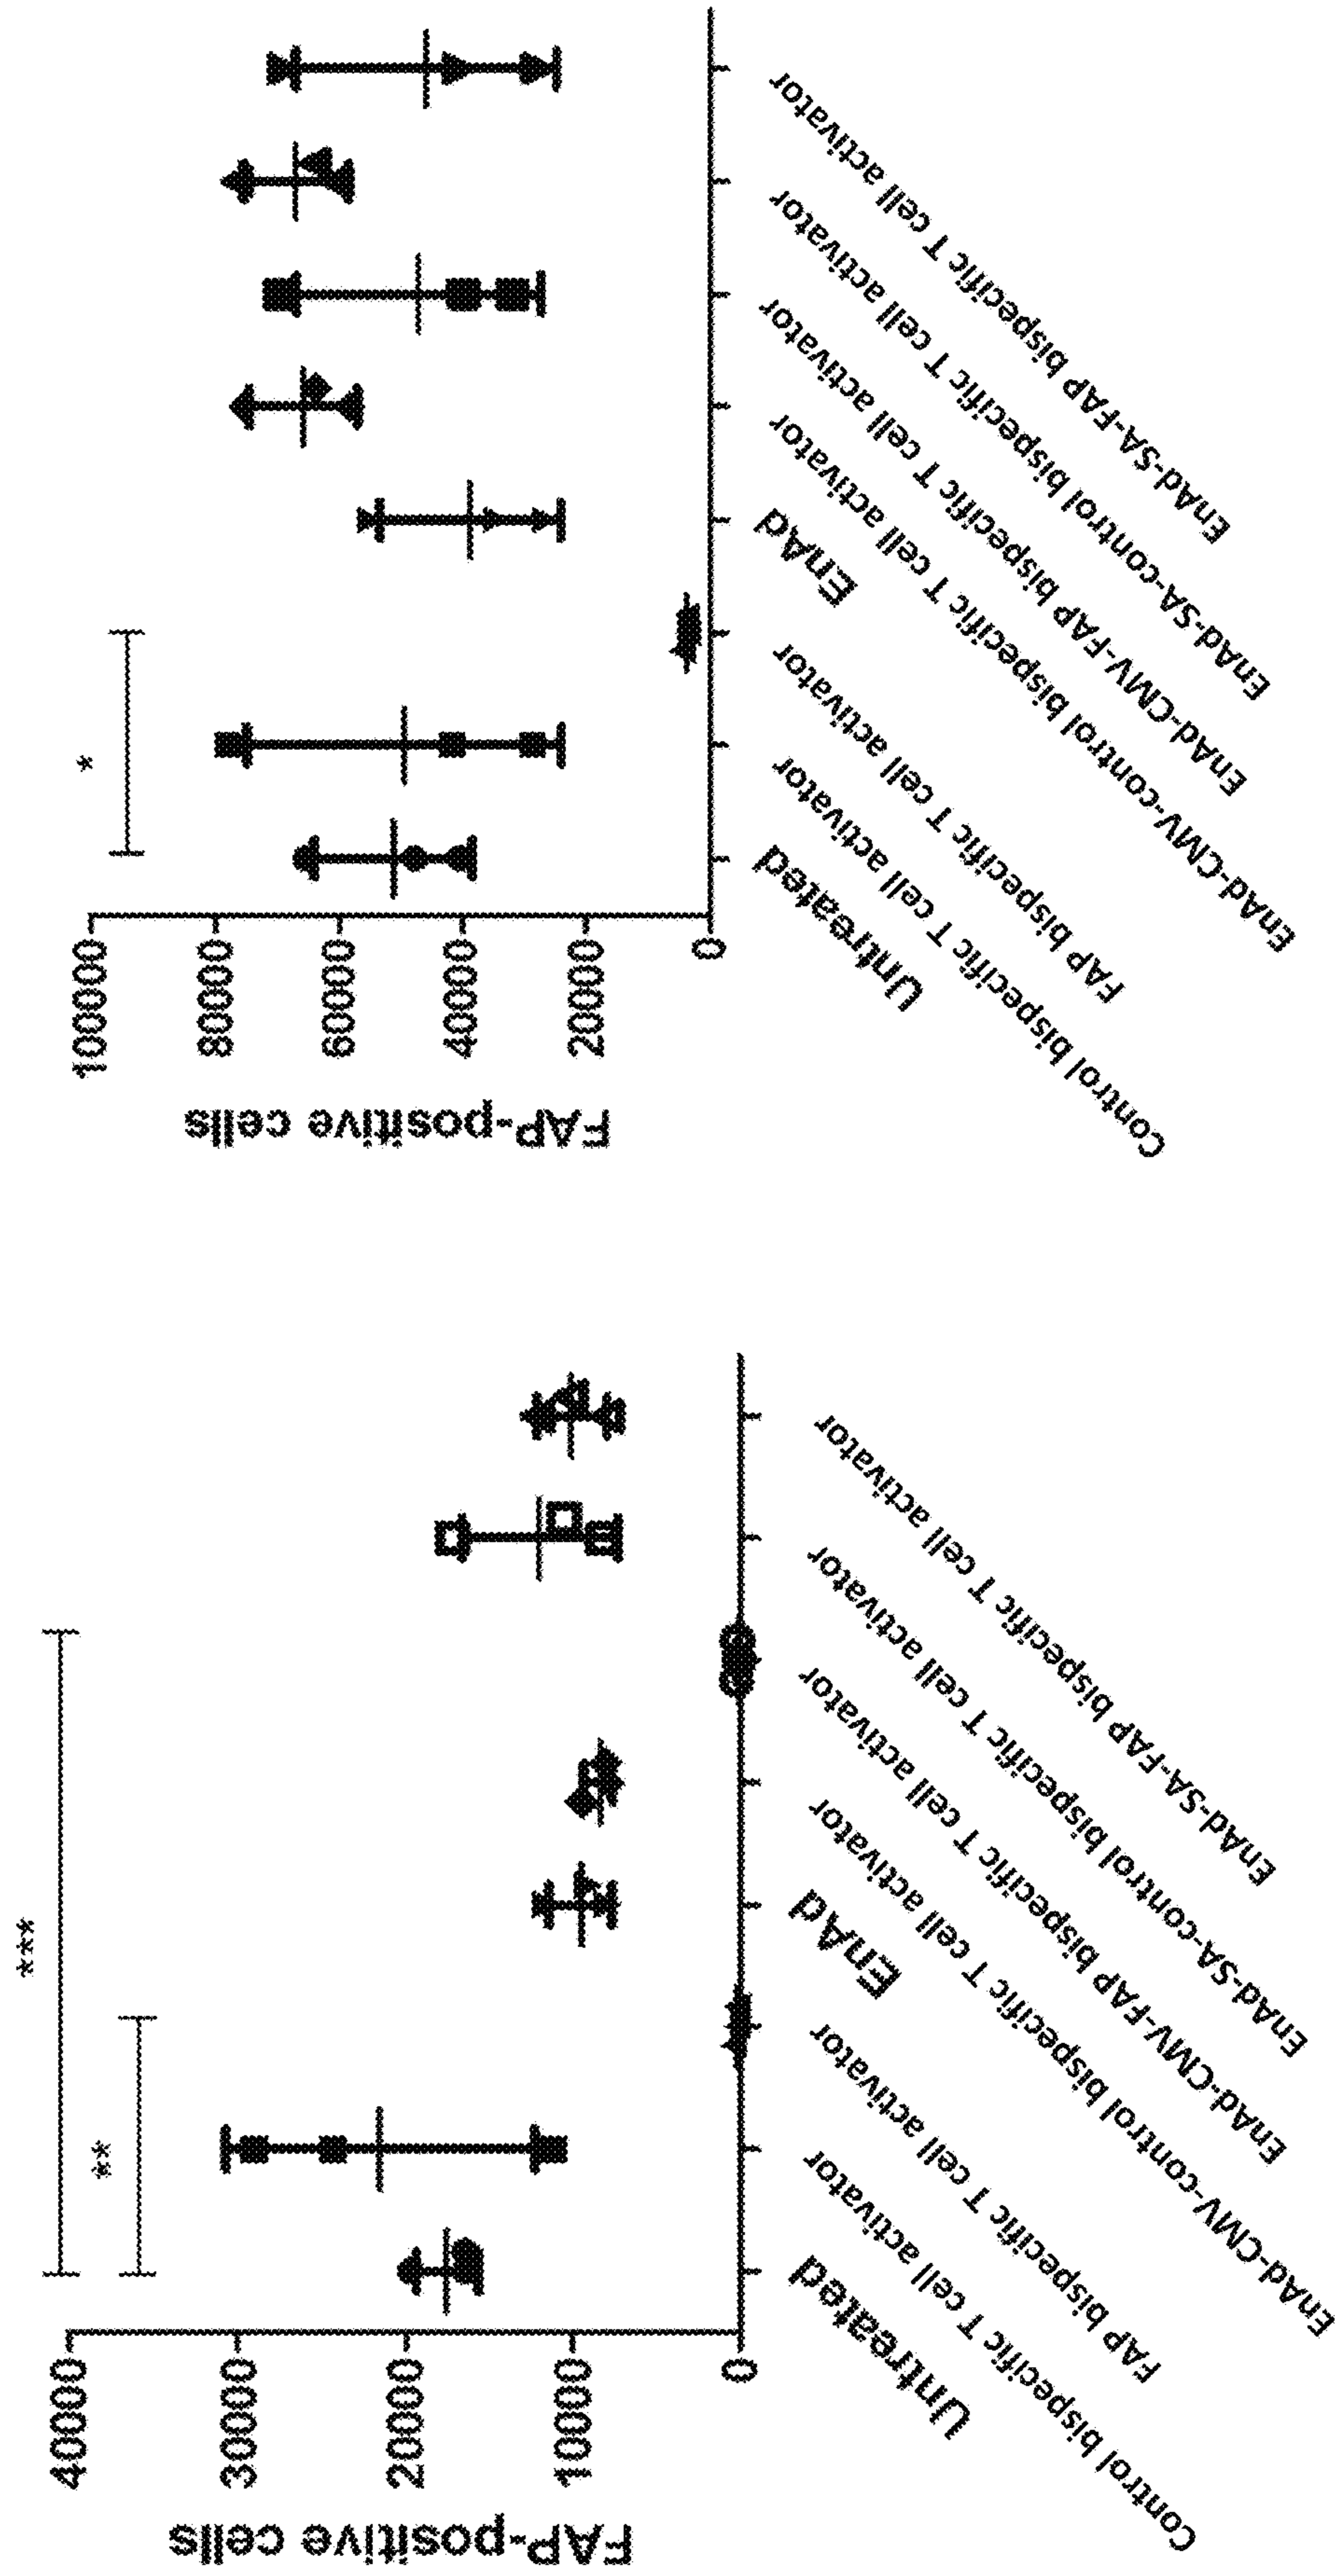 FAP-positive cells
40000
30000
20000
10000
0
**
***
Untreated
Control bispecific T cell activator
FAP bispecific T cell activator
EnAd
EnAd-CMV-control bispecific T cell activator
EnAd-CMV-FAP bispecific T cell activator
EnAd-SA-control bispecific T cell activator
EnAd-SA-FAP bispecific T cell activator
FAP-positive cells
100000
80000
60000
40000
20000
0
*
Untreated
Control bispecific T cell activator
FAP bispecific T cell activator
EnAd
EnAd-CMV-control bispecific T cell activator
EnAd-CMV-FAP bispecific T cell activator
EnAd-SA-control bispecific T cell activator
EnAd-SA-FAP bispecific T cell activator